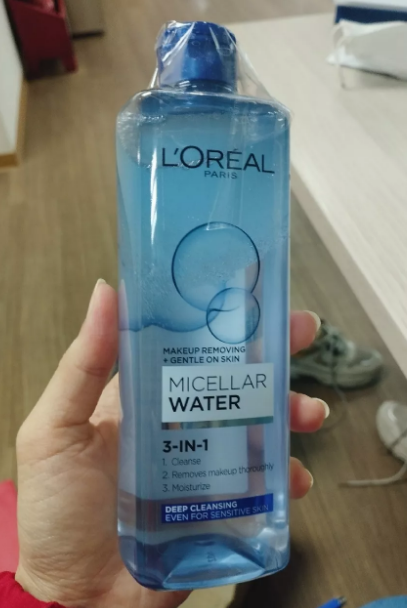 L'ORÉAL
PARIS
MAKEUP REMOVING
+ GENTLE ON SKIN
MICELLAR
WATER
3-IN-1
1. Cleanse
2. Removes makeup thoroughly
3. Moisturize
DEEP CLEANSING
EVEN FOR SENSITIVE SKIN